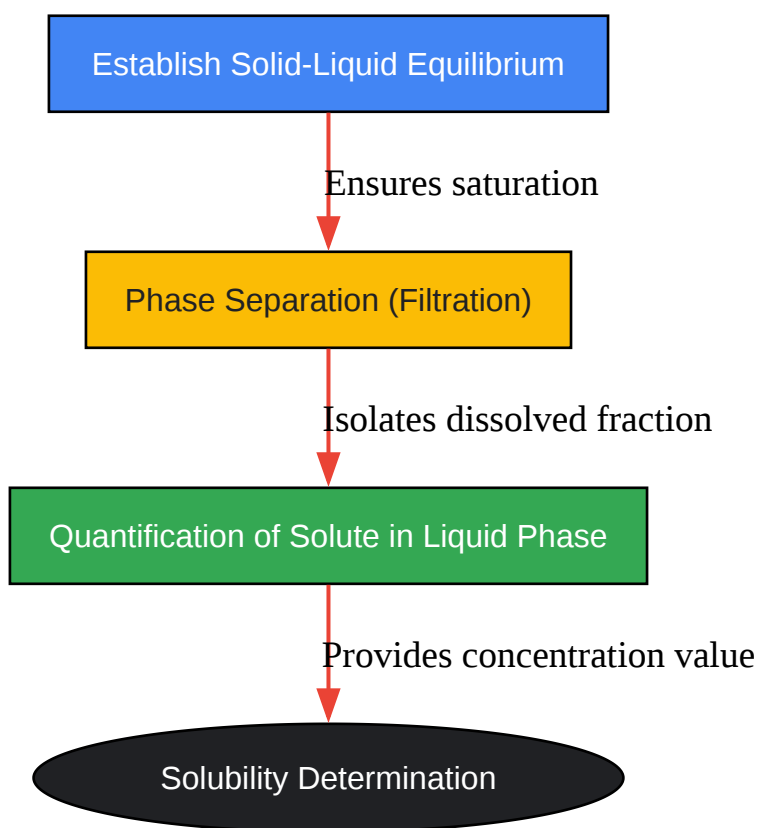 Establish Solid-Liquid Equilibrium
Ensures saturation
Phase Separation (Filtration)
Isolates dissolved fraction
Quantification of Solute in Liquid Phase
Provides concentration value
Solubility Determination